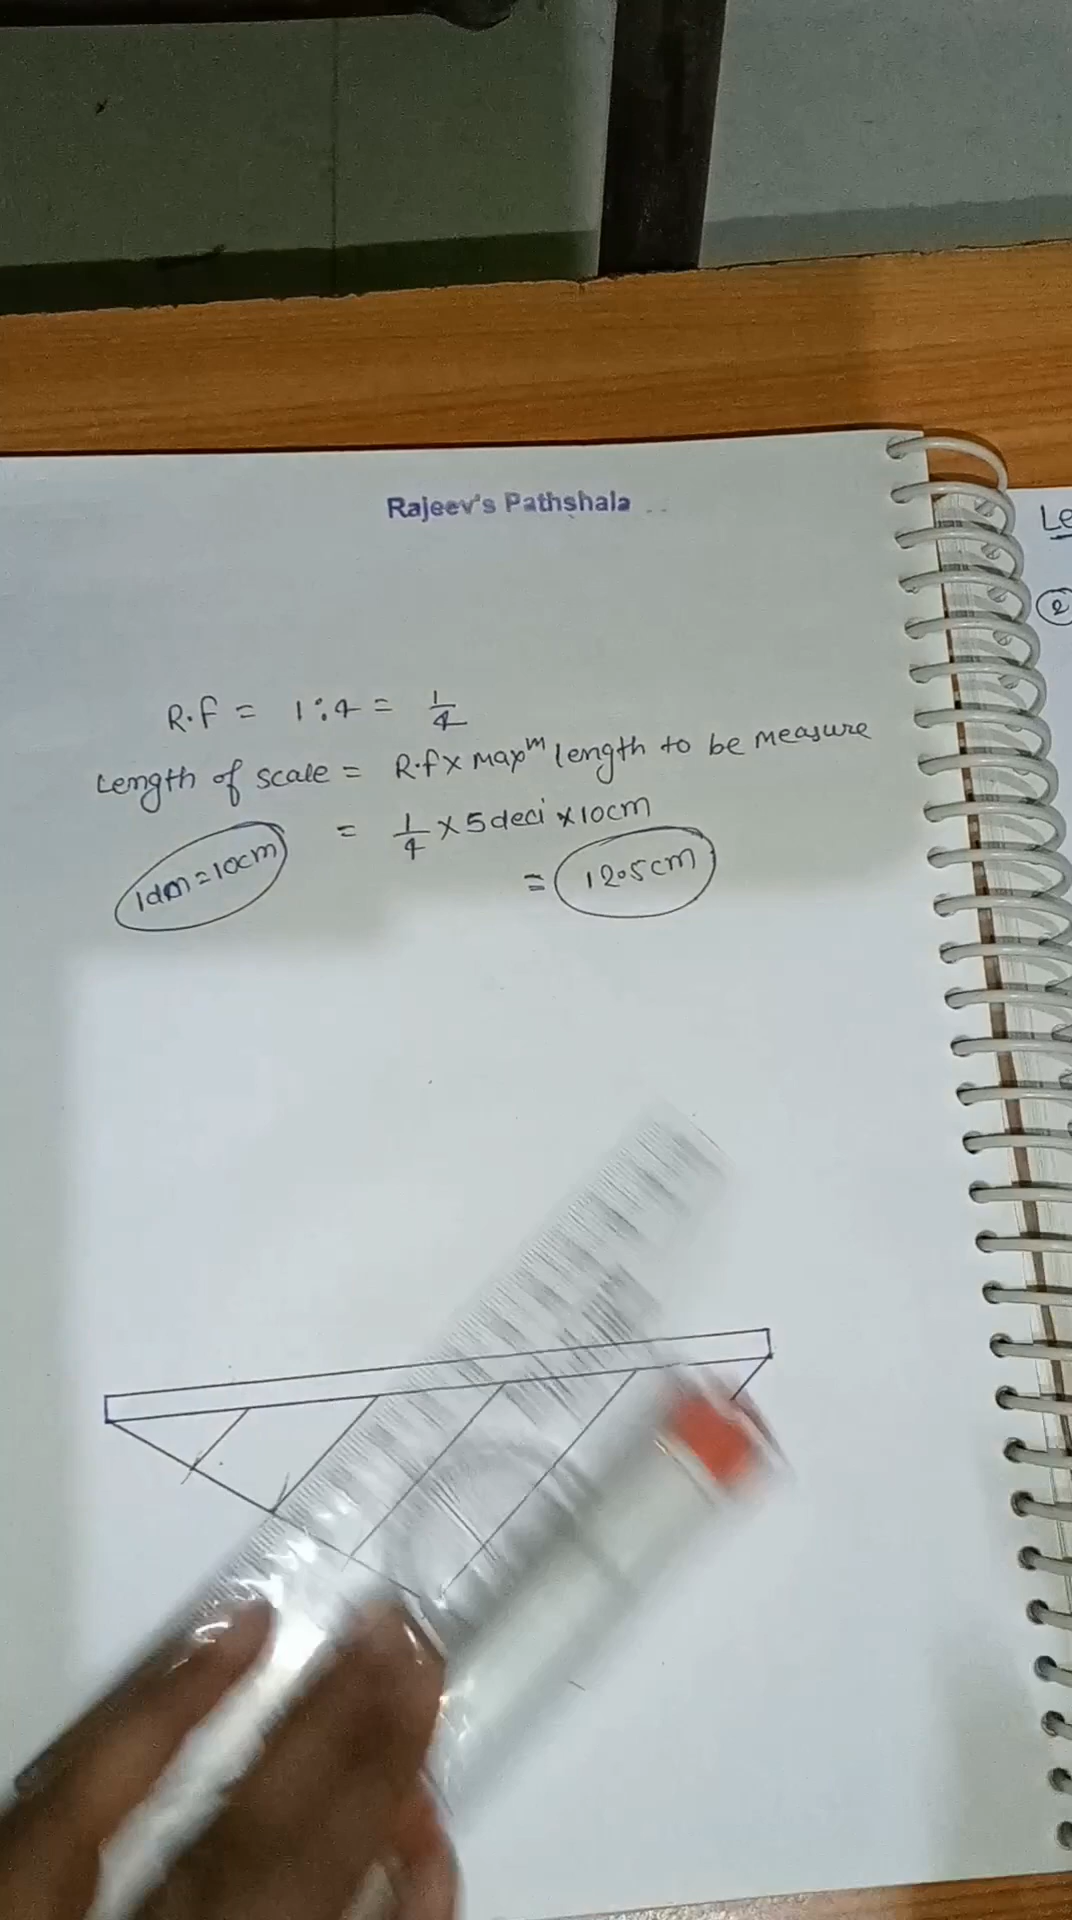 Rajeev's Pathshala
Le
2
R.f = 1:4 = 1/4
Length of scale = R.f x maxᵐ length to be measure
= 1/4 x 5deci x 10cm
1dm = 10cm
= 12.5cm